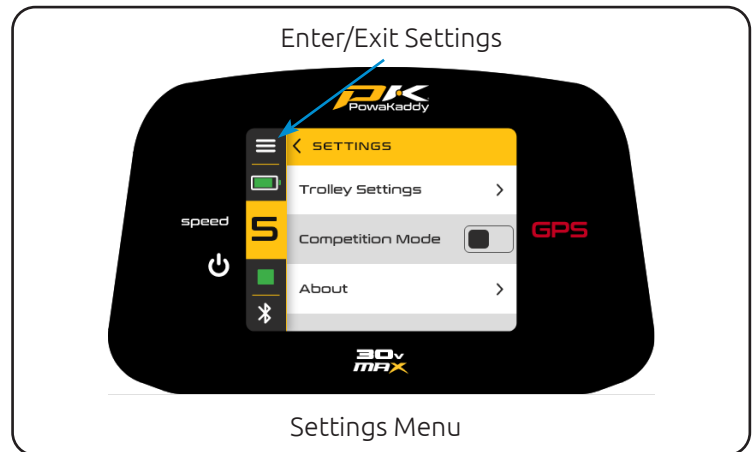 Enter/Exit Settings
PK
PowaKaddy
SETTINGS
Trolley Settings
speed
5
Competition Mode
GPS
About
30v
MAX
Settings Menu